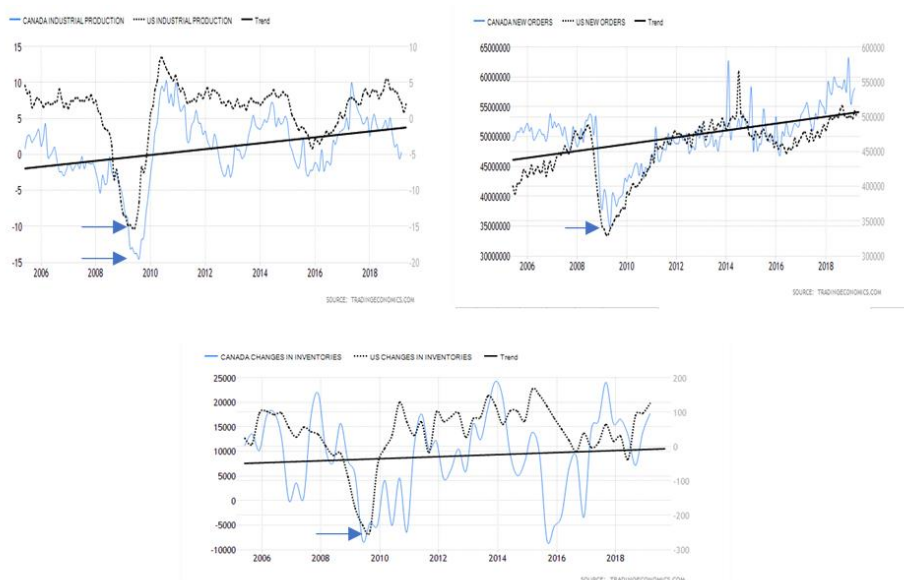 CANADA INDUSTRIAL PRODUCTION US INDUSTRIAL PRODUCTION Trend
15 10
10 5
5 0
0 -5
-5 -10
-10 -15
-15 -20
2006 2008 2010 2012 2014 2016 2018
SOURCE: TRADINGECONOMICS.COM
CANADA NEW ORDERS US NEW ORDERS Trend
65000000 600000
60000000 550000
55000000 500000
50000000 450000
45000000 400000
40000000 350000
35000000 300000
30000000
2006 2008 2010 2012 2014 2016 2018
SOURCE: TRADINGECONOMICS.COM
CANADA CHANGES IN INVENTORIES US CHANGES IN INVENTORIES Trend
25000 200
20000 100
15000 0
10000 -100
5000 -200
0 -300
-5000
-10000
2006 2008 2010 2012 2014 2016 2018
SOURCE: TRADINGECONOMICS.COM